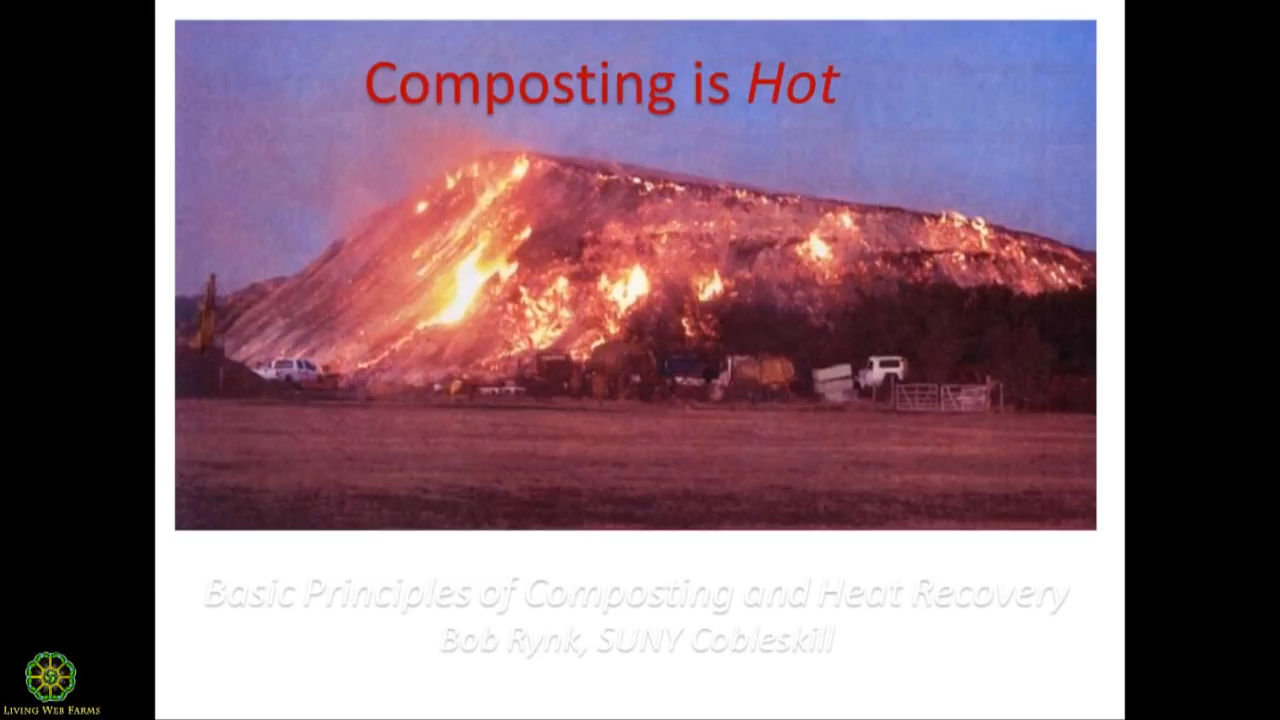 Composting is Hot
Basic Principles of Composting and Heat Recovery
Bob Rynk, SUNY Cobleskill
LIVING WEB FARMS